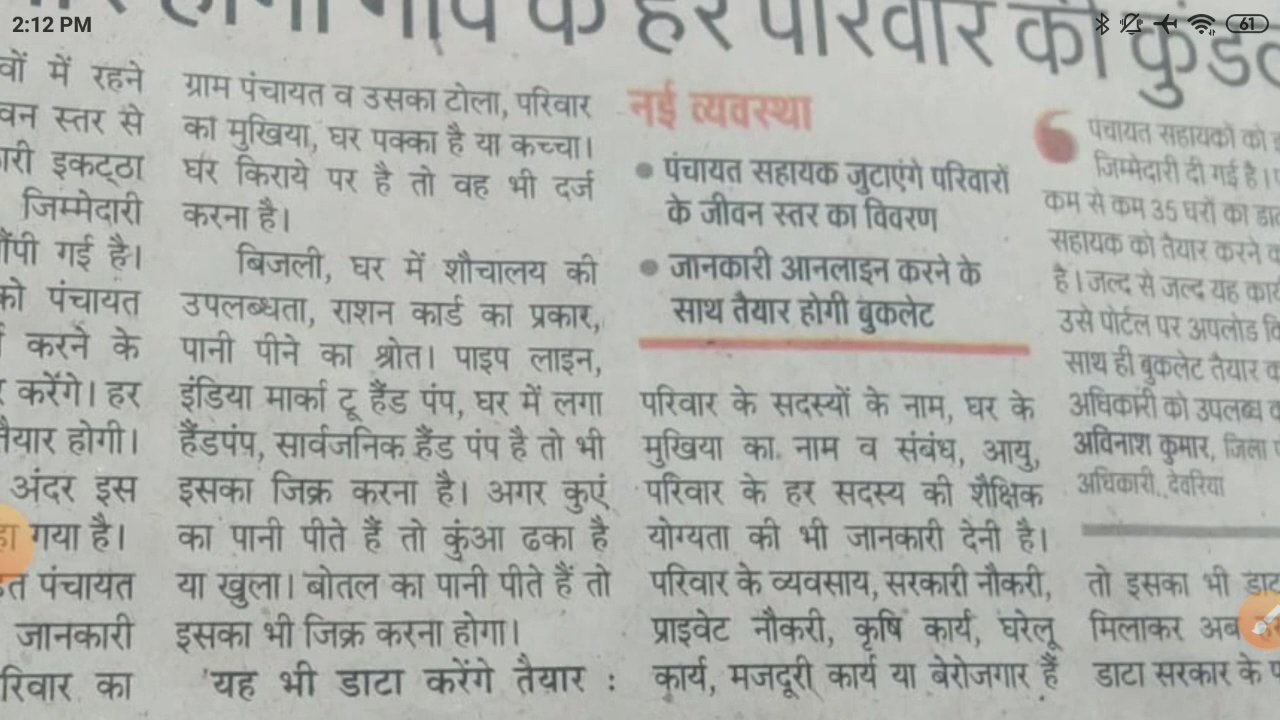 2:12 PM
61
हर परिवार की
में रहने
स्तर से
इकट्ठा
जिम्मेदारी
गई है।
पंचायत
करने के
करेंगे। हर
तैयार होगी।
अंदर इस
गया है।
पंचायत
जानकारी
का
ग्राम पंचायत व उसका टोला, परिवार
का मुखिया, घर पक्का है या कच्चा।
घर किराये पर है तो वह भी दर्ज
करना है।
बिजली, घर में शौचालय की
उपलब्धता, राशन कार्ड का प्रकार,
पानी पीने का श्रोत। पाइप लाइन,
इंडिया मार्का टू हैंड पंप, घर में लगा
हैंडपंप, सार्वजनिक हैंड पंप है तो भी
इसका जिक्र करना है। अगर कुएं
का पानी पीते हैं तो कुंआ ढका है
या खुला। बोतल का पानी पीते हैं तो
इसका भी जिक्र करना होगा।
यह भी डाटा करेंगे तैयार :
नई व्यवस्था
• पंचायत सहायक जुटाएंगे परिवारों
के जीवन स्तर का विवरण
• जानकारी आनलाइन करने के
साथ तैयार होगी बुकलेट
परिवार के सदस्यों के नाम, घर के
मुखिया का नाम व संबंध, आयु,
परिवार के हर सदस्य की शैक्षिक
योग्यता की भी जानकारी देनी है।
परिवार के व्यवसाय, सरकारी नौकरी,
प्राइवेट नौकरी, कृषि कार्य, घरेलू
कार्य, मजदूरी कार्य या बेरोजगार हैं
पंचायत सहायकों को
जिम्मेदारी दी गई है।
कम से कम 35 घरों का
सहायक को तैयार करने
है। जल्द से जल्द यह
उसे पोर्टल पर अपलोड
साथ ही बुकलेट तैयार
अधिकारी को उपलब्ध
अविनाश कुमार, जिला
अधिकारी, देवरिया
तो इसका भी
मिलाकर अब
डाटा सरकार के